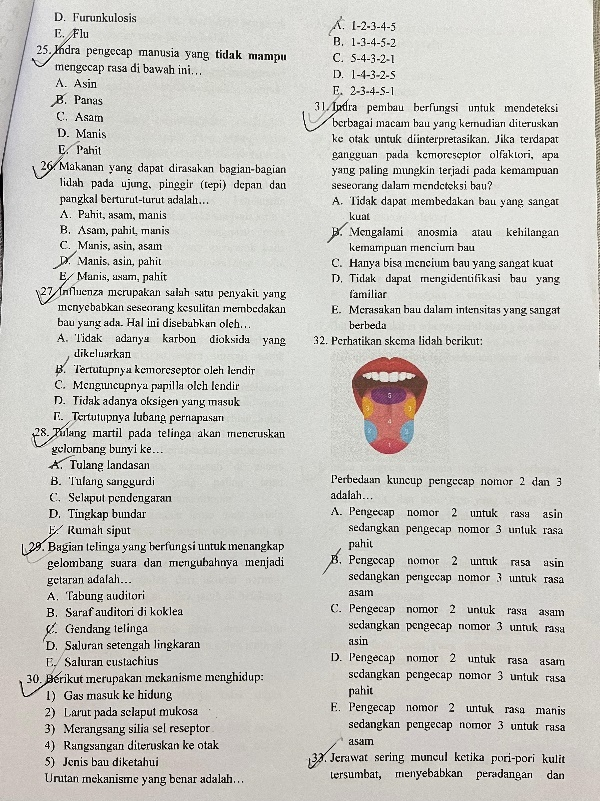 D. Furunkulosis
E. Flu
25. Indra pengecap manusia yang tidak mampu
mengecap rasa di bawah ini...
A. Asin
B. Panas
C. Asam
D. Manis
E. Pahit
26. Makanan yang dapat dirasakan bagian-bagian
lidah pada ujung, pinggir (tepi) depan dan
pangkal berturut-turut adalah...
A. Pahit, asam, manis
B. Asam, pahit, manis
C. Manis, asin, asam
D. Manis, asin, pahit
E. Manis, asam, pahit
27. Influenza merupakan salah satu penyakit yang
menyebabkan seseorang kesulitan membedakan
bau yang ada. Hal ini disebabkan oleh...
A. Tidak adanya karbon dioksida yang
dikeluarkan
B. Tertutupnya kemoreseptor oleh lendir
C. Menguncupnya papilla oleh lendir
D. Tidak adanya oksigen yang masuk
E. Tertutupnya lubang pernapasan
28. Tulang martil pada telinga akan meneruskan
gelombang bunyi ke...
A. Tulang landasan
B. Tulang sanggurdi
C. Selaput pendengaran
D. Tingkap bundar
E. Rumah siput
29. Bagian telinga yang berfungsi untuk menangkap
gelombang suara dan mengubahnya menjadi
getaran adalah...
A. Tabung auditori
B. Saraf auditori di koklea
C. Gendang telinga
D. Saluran setengah lingkaran
E. Saluran eustachius
30. Berikut merupakan mekanisme menghidup:
1) Gas masuk ke hidung
2) Larut pada selaput mukosa
3) Merangsang silia sel reseptor
4) Rangsangan diteruskan ke otak
5) Jenis bau diketahui
Urutan mekanisme yang benar adalah...
A. 1-2-3-4-5
B. 1-3-4-5-2
C. 5-4-3-2-1
D. 1-4-3-2-5
E. 2-3-4-5-1
31. Indra pembau berfungsi untuk mendeteksi
berbagai macam bau yang kemudian diteruskan
ke otak untuk diinterpretasikan. Jika terdapat
gangguan pada kemoreseptor olfaktori, apa
yang paling mungkin terjadi pada kemampuan
seseorang dalam mendeteksi bau?
A. Tidak dapat membedakan bau yang sangat
kuat
B. Mengalami anosmia atau kehilangan
kemampuan mencium bau
C. Hanya bisa mencium bau yang sangat kuat
D. Tidak dapat mengidentifikasi bau yang
familiar
E. Merasakan bau dalam intensitas yang sangat
berbeda
32. Perhatikan skema lidah berikut:
5
3 3
4
2 2
1
Perbedaan kuncup pengecap nomor 2 dan 3
adalah...
A. Pengecap nomor 2 untuk rasa asin
sedangkan pengecap nomor 3 untuk rasa
pahit
B. Pengecap nomor 2 untuk rasa asin
sedangkan pengecap nomor 3 untuk rasa
asam
C. Pengecap nomor 2 untuk rasa asam
sedangkan pengecap nomor 3 untuk rasa
asin
D. Pengecap nomor 2 untuk rasa asam
sedangkan pengecap nomor 3 untuk rasa
pahit
E. Pengecap nomor 2 untuk rasa manis
sedangkan pengecap nomor 3 untuk rasa
asam
33. Jerawat sering muncul ketika pori-pori kulit
tersumbat, menyebabkan peradangan dan